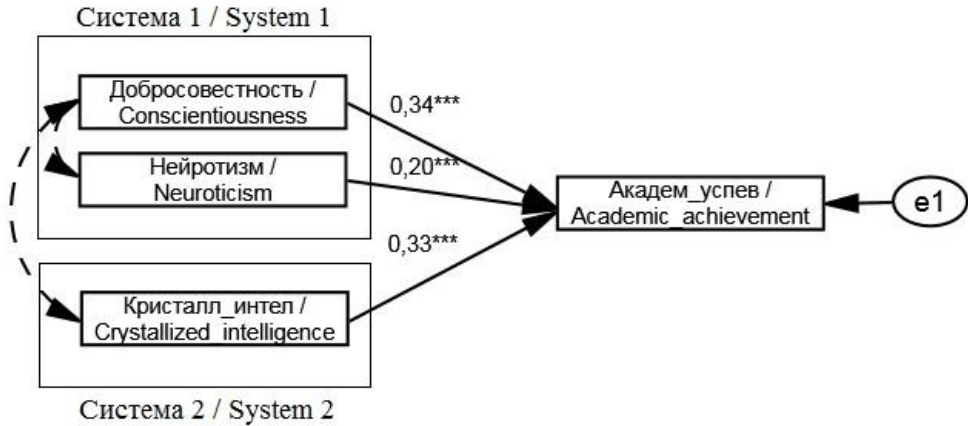 Система 1 / System 1
Добросовестность /
Conscientiousness
0,34***
Нейротизм /
Neuroticism
0,20***
Академ_успев /
Academic_achievement
e1
0,33***
Кристалл_интел /
Crystallized_intelligence
Система 2 / System 2